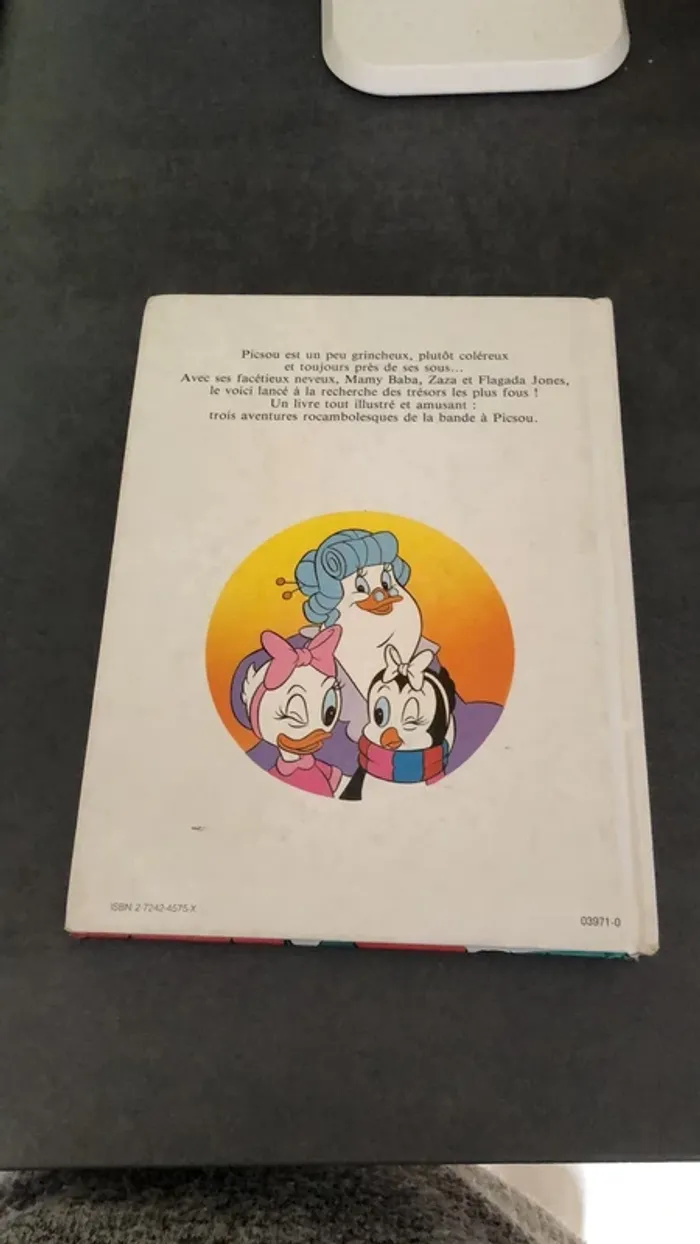 Picsou est un peu grincheux, plutôt coléreux
et toujours près de ses sous...
Avec ses facétieux neveux, Mamy Baba, Zaza et Flagada Jones,
le voici lancé à la recherche des trésors les plus fous !
Un livre tout illustré et amusant :
trois aventures rocambolesques de la bande à Picsou.
ISBN 2-7242-4575-X
03971-0